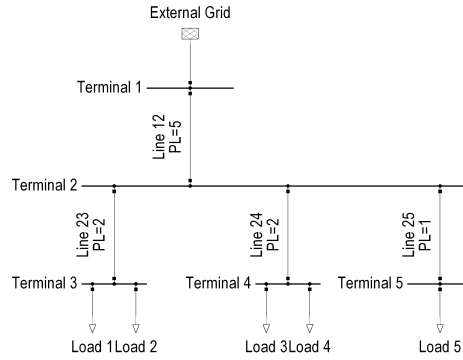 External Grid
Terminal 1
Line 12
PL=5
Terminal 2
Line 23
PL=2
Line 24
PL=2
Line 25
PL=1
Terminal 3
Terminal 4
Terminal 5
Load 1 Load 2
Load 3 Load 4
Load 5